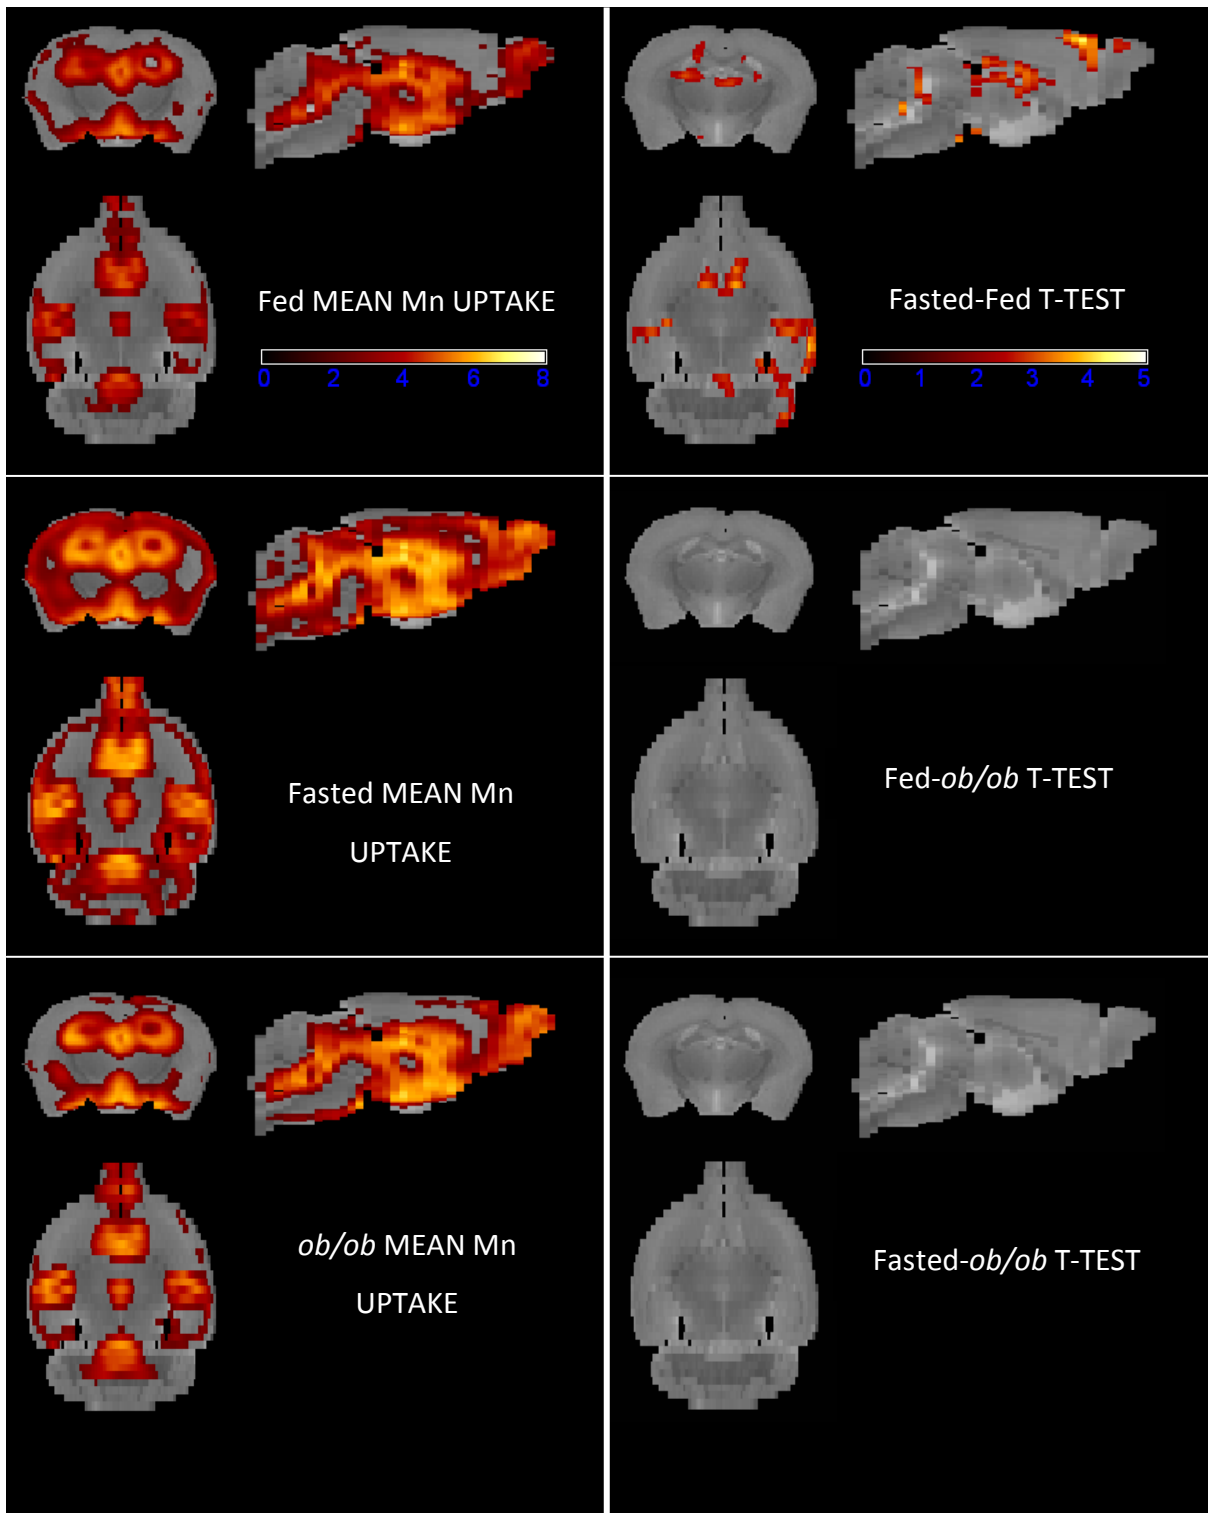 Fed MEAN Mn UPTAKE
0 2 4 6 8
Fasted-Fed T-TEST
0 1 2 3 4 5
Fasted MEAN Mn
UPTAKE
Fed-ob/ob T-TEST
ob/ob MEAN Mn
UPTAKE
Fasted-ob/ob T-TEST